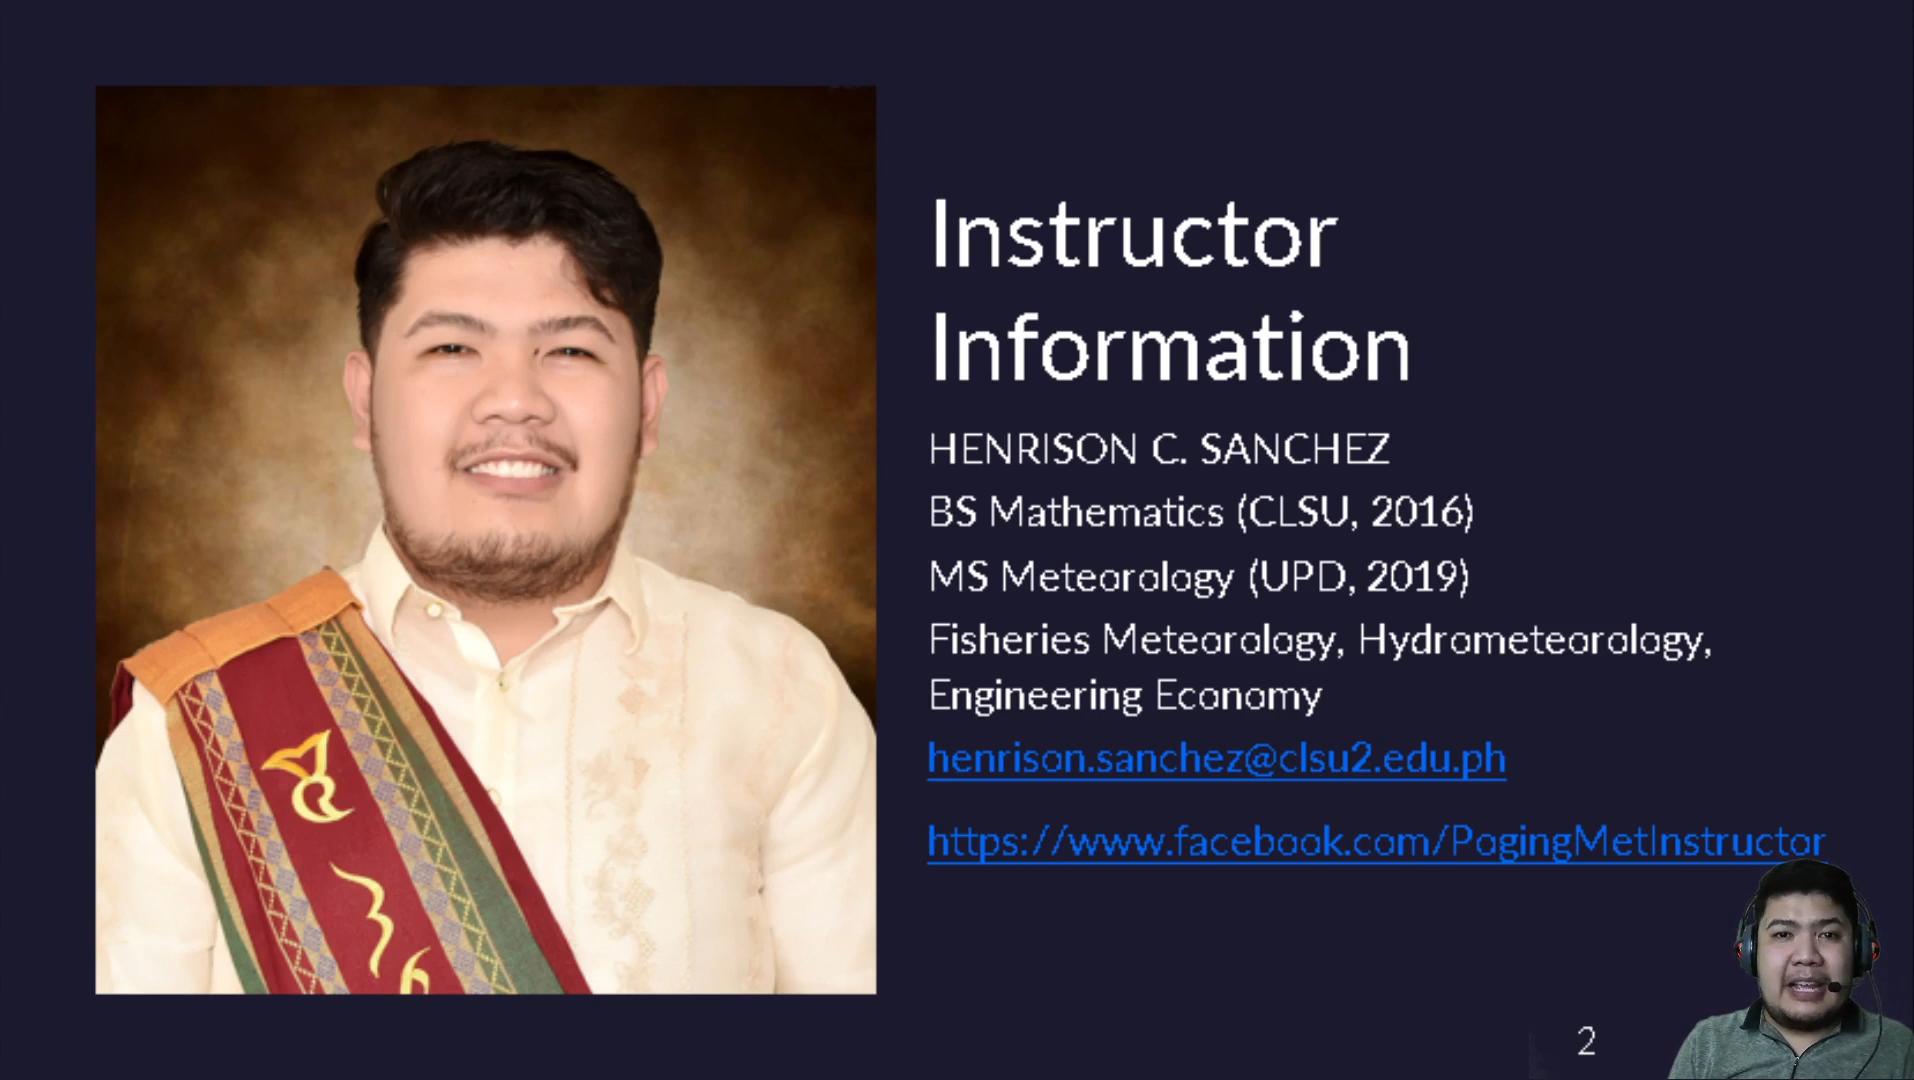 Instructor
Information
HENRISON C. SANCHEZ
BS Mathematics (CLSU, 2016)
MS Meteorology (UPD, 2019)
Fisheries Meteorology, Hydrometeorology,
Engineering Economy
henrison.sanchez@clsu2.edu.ph
https://www.facebook.com/PogingMetInstructor
2